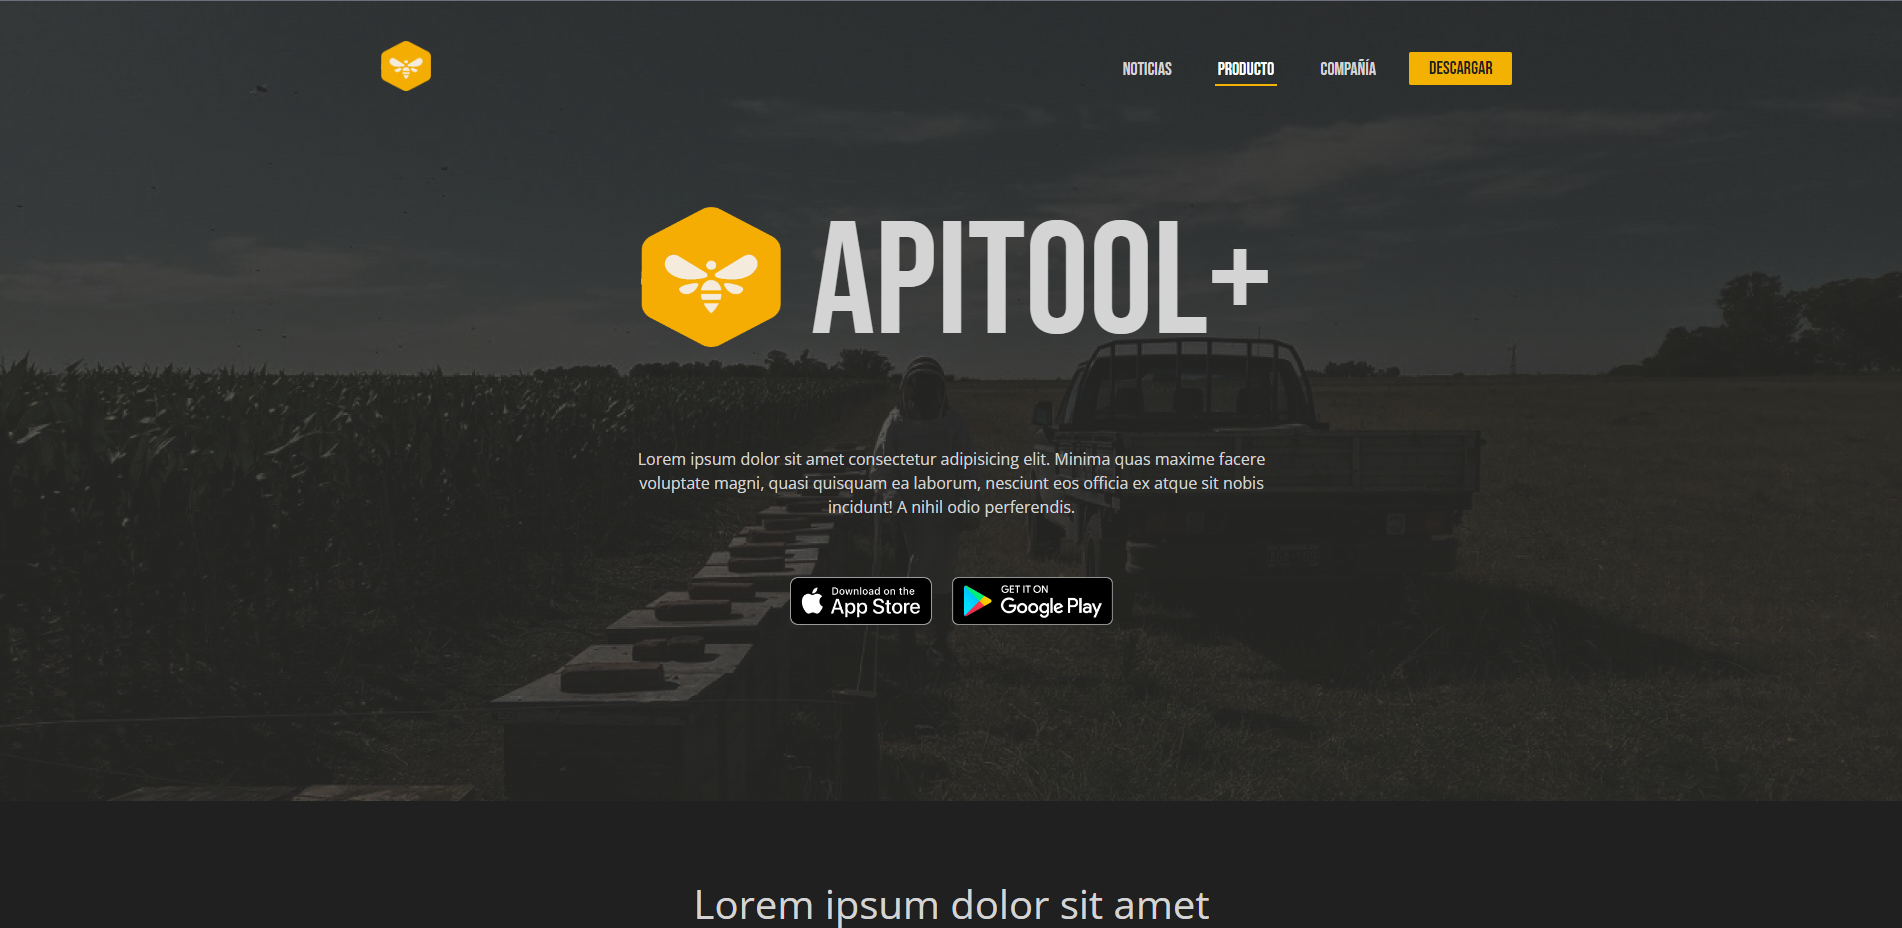 NOTICIAS PRODUCTO COMPAÑÍA DESCARGAR
APITOOL+
Lorem ipsum dolor sit amet consectetur adipisicing elit. Minima quas maxime facere
voluptate magni, quasi quisquam ea laborum, nesciunt eos officia ex atque sit nobis
incidunt! A nihil odio perferendis.
Download on the
App Store
GET IT ON
Google Play
Lorem ipsum dolor sit amet